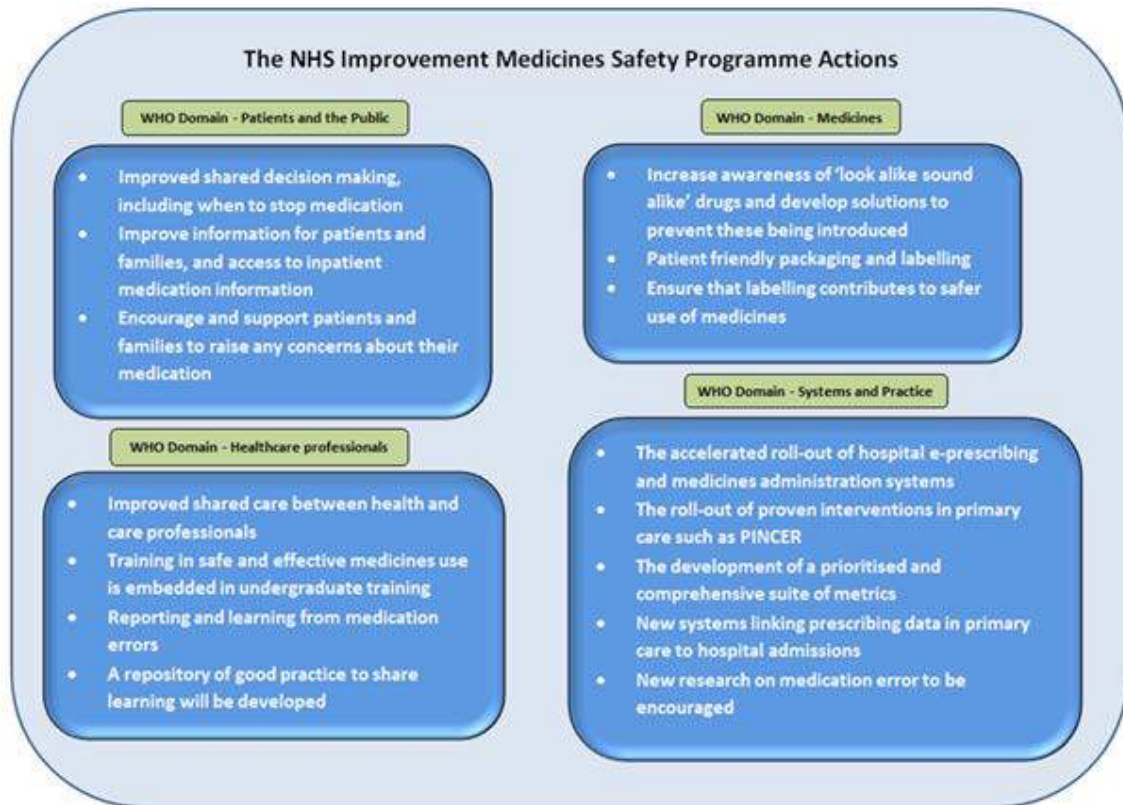 The NHS Improvement Medicines Safety Programme Actions
WHO Domain - Patients and the Public
• Improved shared decision making,
including when to stop medication
• Improve information for patients and
families, and access to inpatient
medication information
• Encourage and support patients and
families to raise any concerns about their
medication
WHO Domain - Medicines
• Increase awareness of 'look alike sound
alike' drugs and develop solutions to
prevent these being introduced
• Patient friendly packaging and labelling
• Ensure that labelling contributes to safer
use of medicines
WHO Domain - Healthcare professionals
• Improved shared care between health and
care professionals
• Training in safe and effective medicines use
is embedded in undergraduate training
• Reporting and learning from medication
errors
• A repository of good practice to share
learning will be developed
WHO Domain - Systems and Practice
• The accelerated roll-out of hospital e-prescribing
and medicines administration systems
• The roll-out of proven interventions in primary
care such as PINCER
• The development of a prioritised and
comprehensive suite of metrics
• New systems linking prescribing data in primary
care to hospital admissions
• New research on medication error to be
encouraged